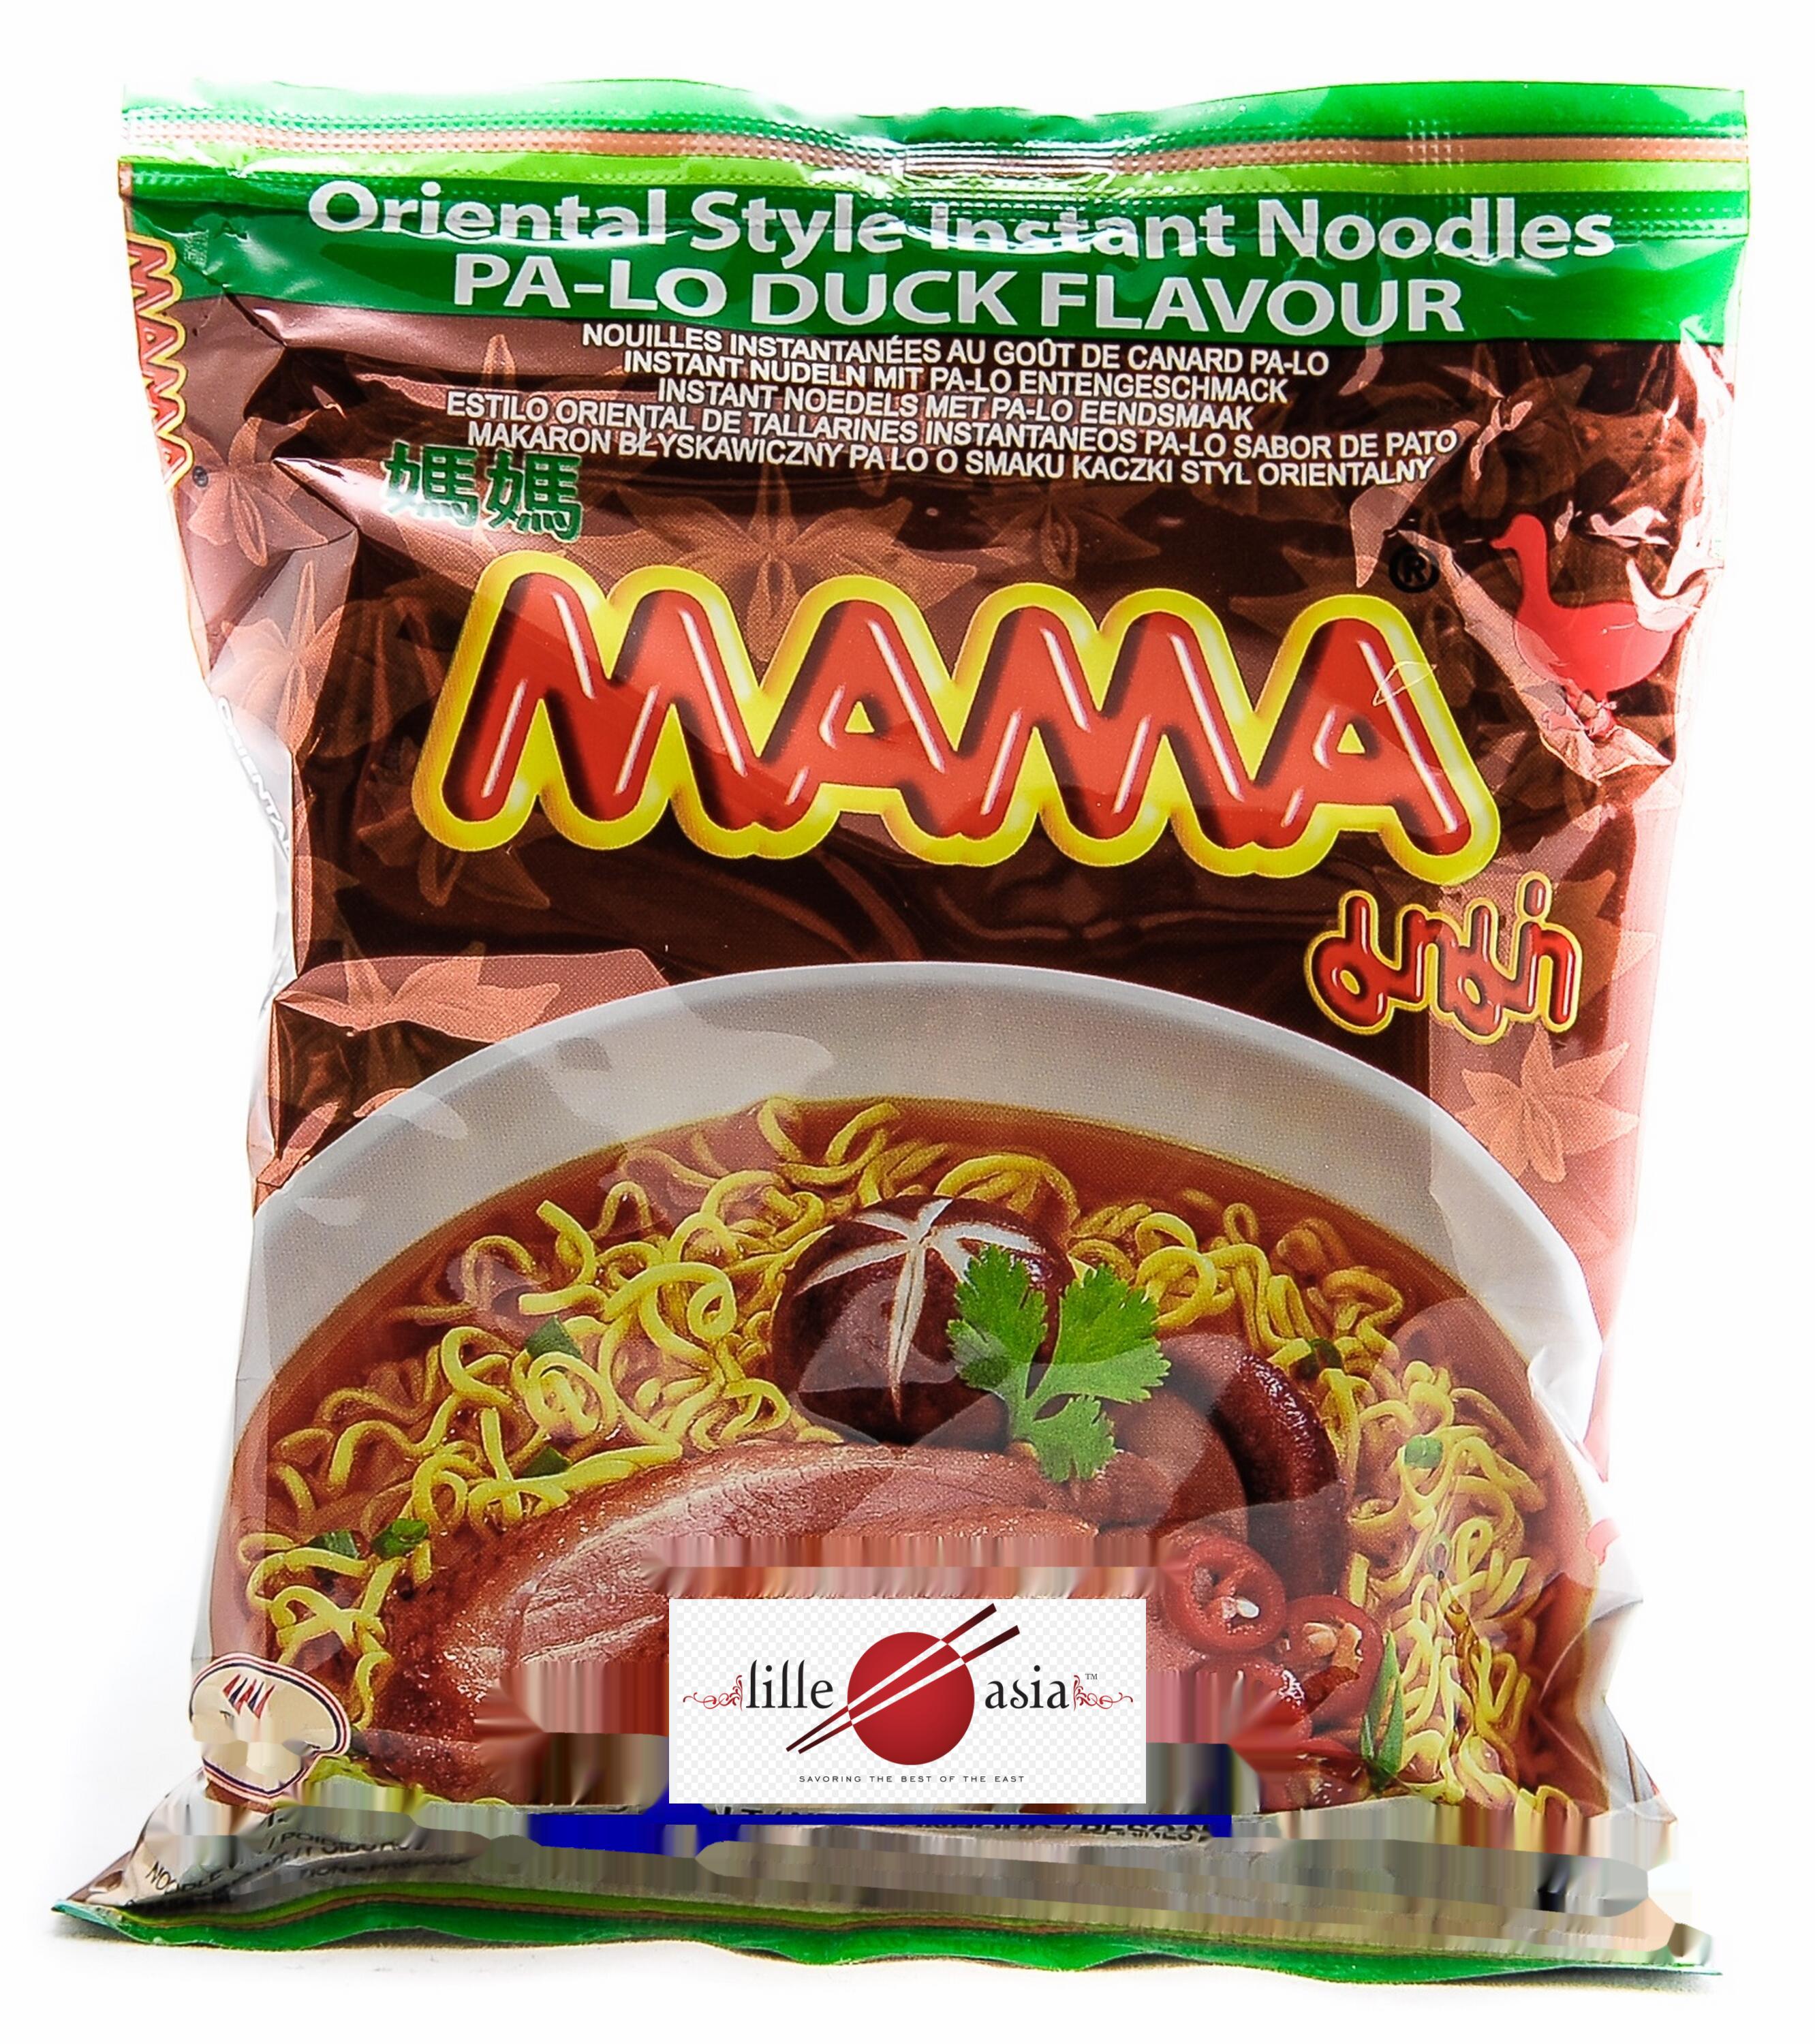 Oriental Style Instant Noodles
PA-LO DUCK FLAVOUR
NOUILLES INSTANTANÉES AU GOÛT DE CANARD PA-LO
INSTANT NUDELN MIT PA-LO ENTENGESCHMACK
INSTANT NOEDELS MET PA-LO EENDSMAAK
ESTILO ORIENTAL DE TALLARINES INSTANTANEOS PA-LO SABOR DE PATO
MAKARON BŁYSKAWICZNY PA LO O SMAKU KACZKI STYL ORIENTALNY
MAMA
媽媽
®
MAMA
มาม่า
ORIENTAL
lille asia™
SAVORING THE BEST OF THE EAST